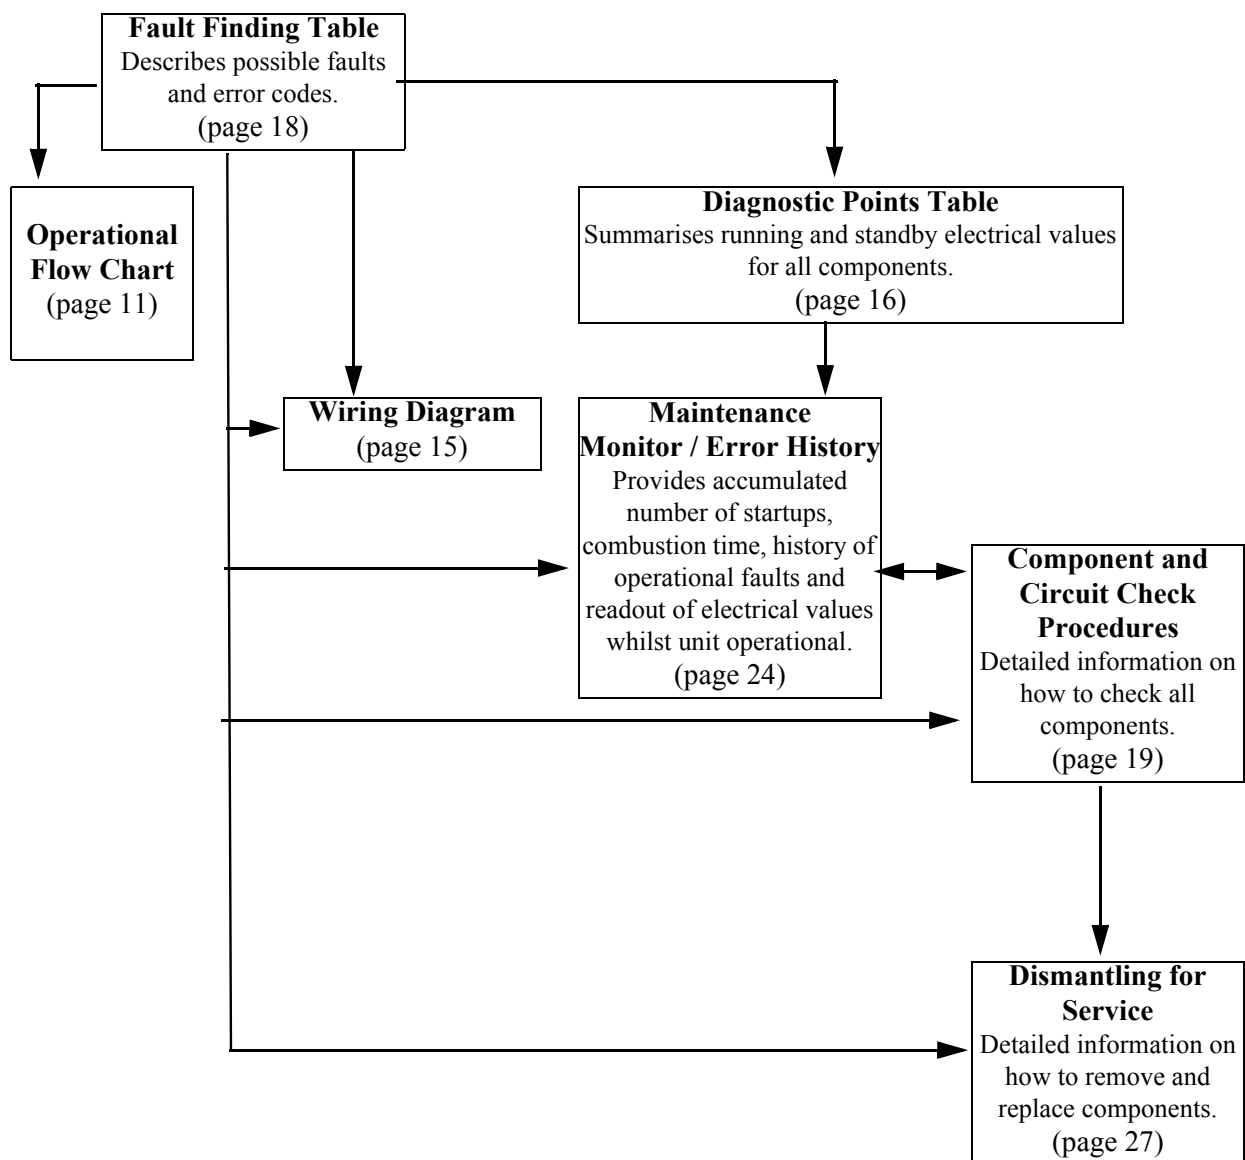 Fault Finding Table
Describes possible faults
and error codes.
(page 18)
Operational
Flow Chart
(page 11)
Diagnostic Points Table
Summarises running and standby electrical values
for all components.
(page 16)
Wiring Diagram
(page 15)
Maintenance
Monitor / Error History
Provides accumulated
number of startups,
combustion time, history of
operational faults and
readout of electrical values
whilst unit operational.
(page 24)
Component and
Circuit Check
Procedures
Detailed information on
how to check all
components.
(page 19)
Dismantling for
Service
Detailed information on
how to remove and
replace components.
(page 27)